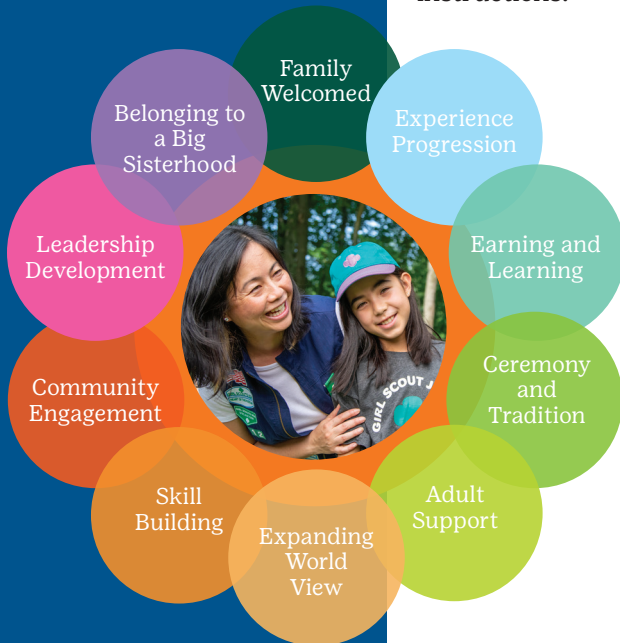 Family
Welcomed
Experience
Progression
Earning and
Learning
Ceremony
and
Tradition
Adult
Support
Expanding
World
View
Skill
Building
Community
Engagement
Leadership
Development
Belonging to
a Big
Sisterhood
GIRL SCOUT J